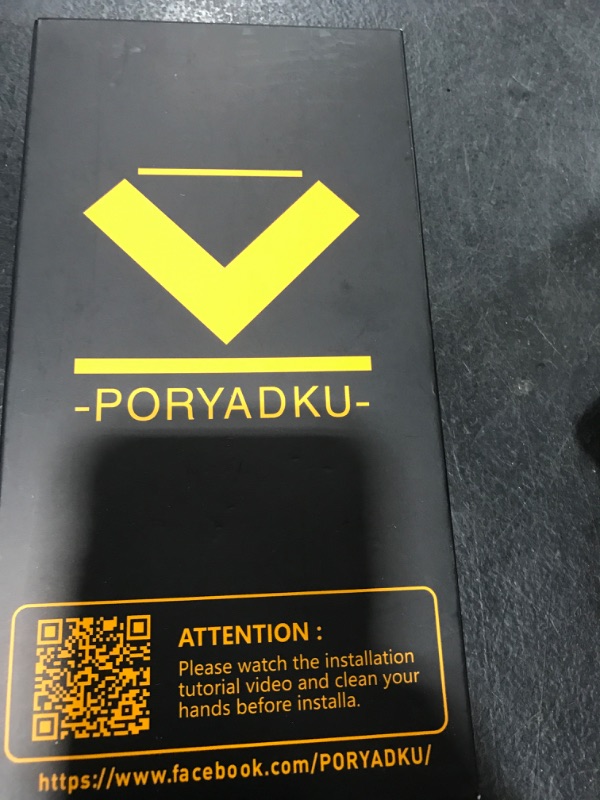 -PORYADKU-
ATTENTION :
Please watch the installation
tutorial video and clean your
hands before installa.
https://www.facebook.com/PORYADKU/